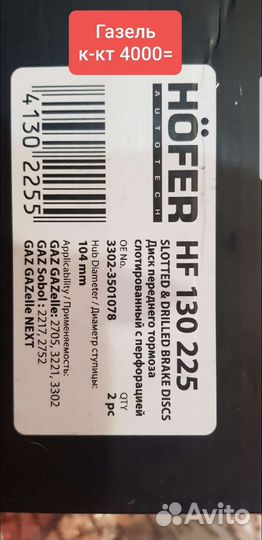 Газель
к-кт 4000=
HÖFER
AUTOTECH
HF 130 225
SLOTTED & DRILLED BRAKE DISCS
Диск переднего тормоза
слотированный с перфорацией
OE No.
QTY
3302-3501078
2 pc
Hub Diameter / Диаметр ступицы:
104 mm
Applicability / Применяемость:
GAZ GAZelle: 2705, 3221, 3302
GAZ Sobol : 2217, 2752
GAZ GAZelle NEXT
4130 2255
Avito